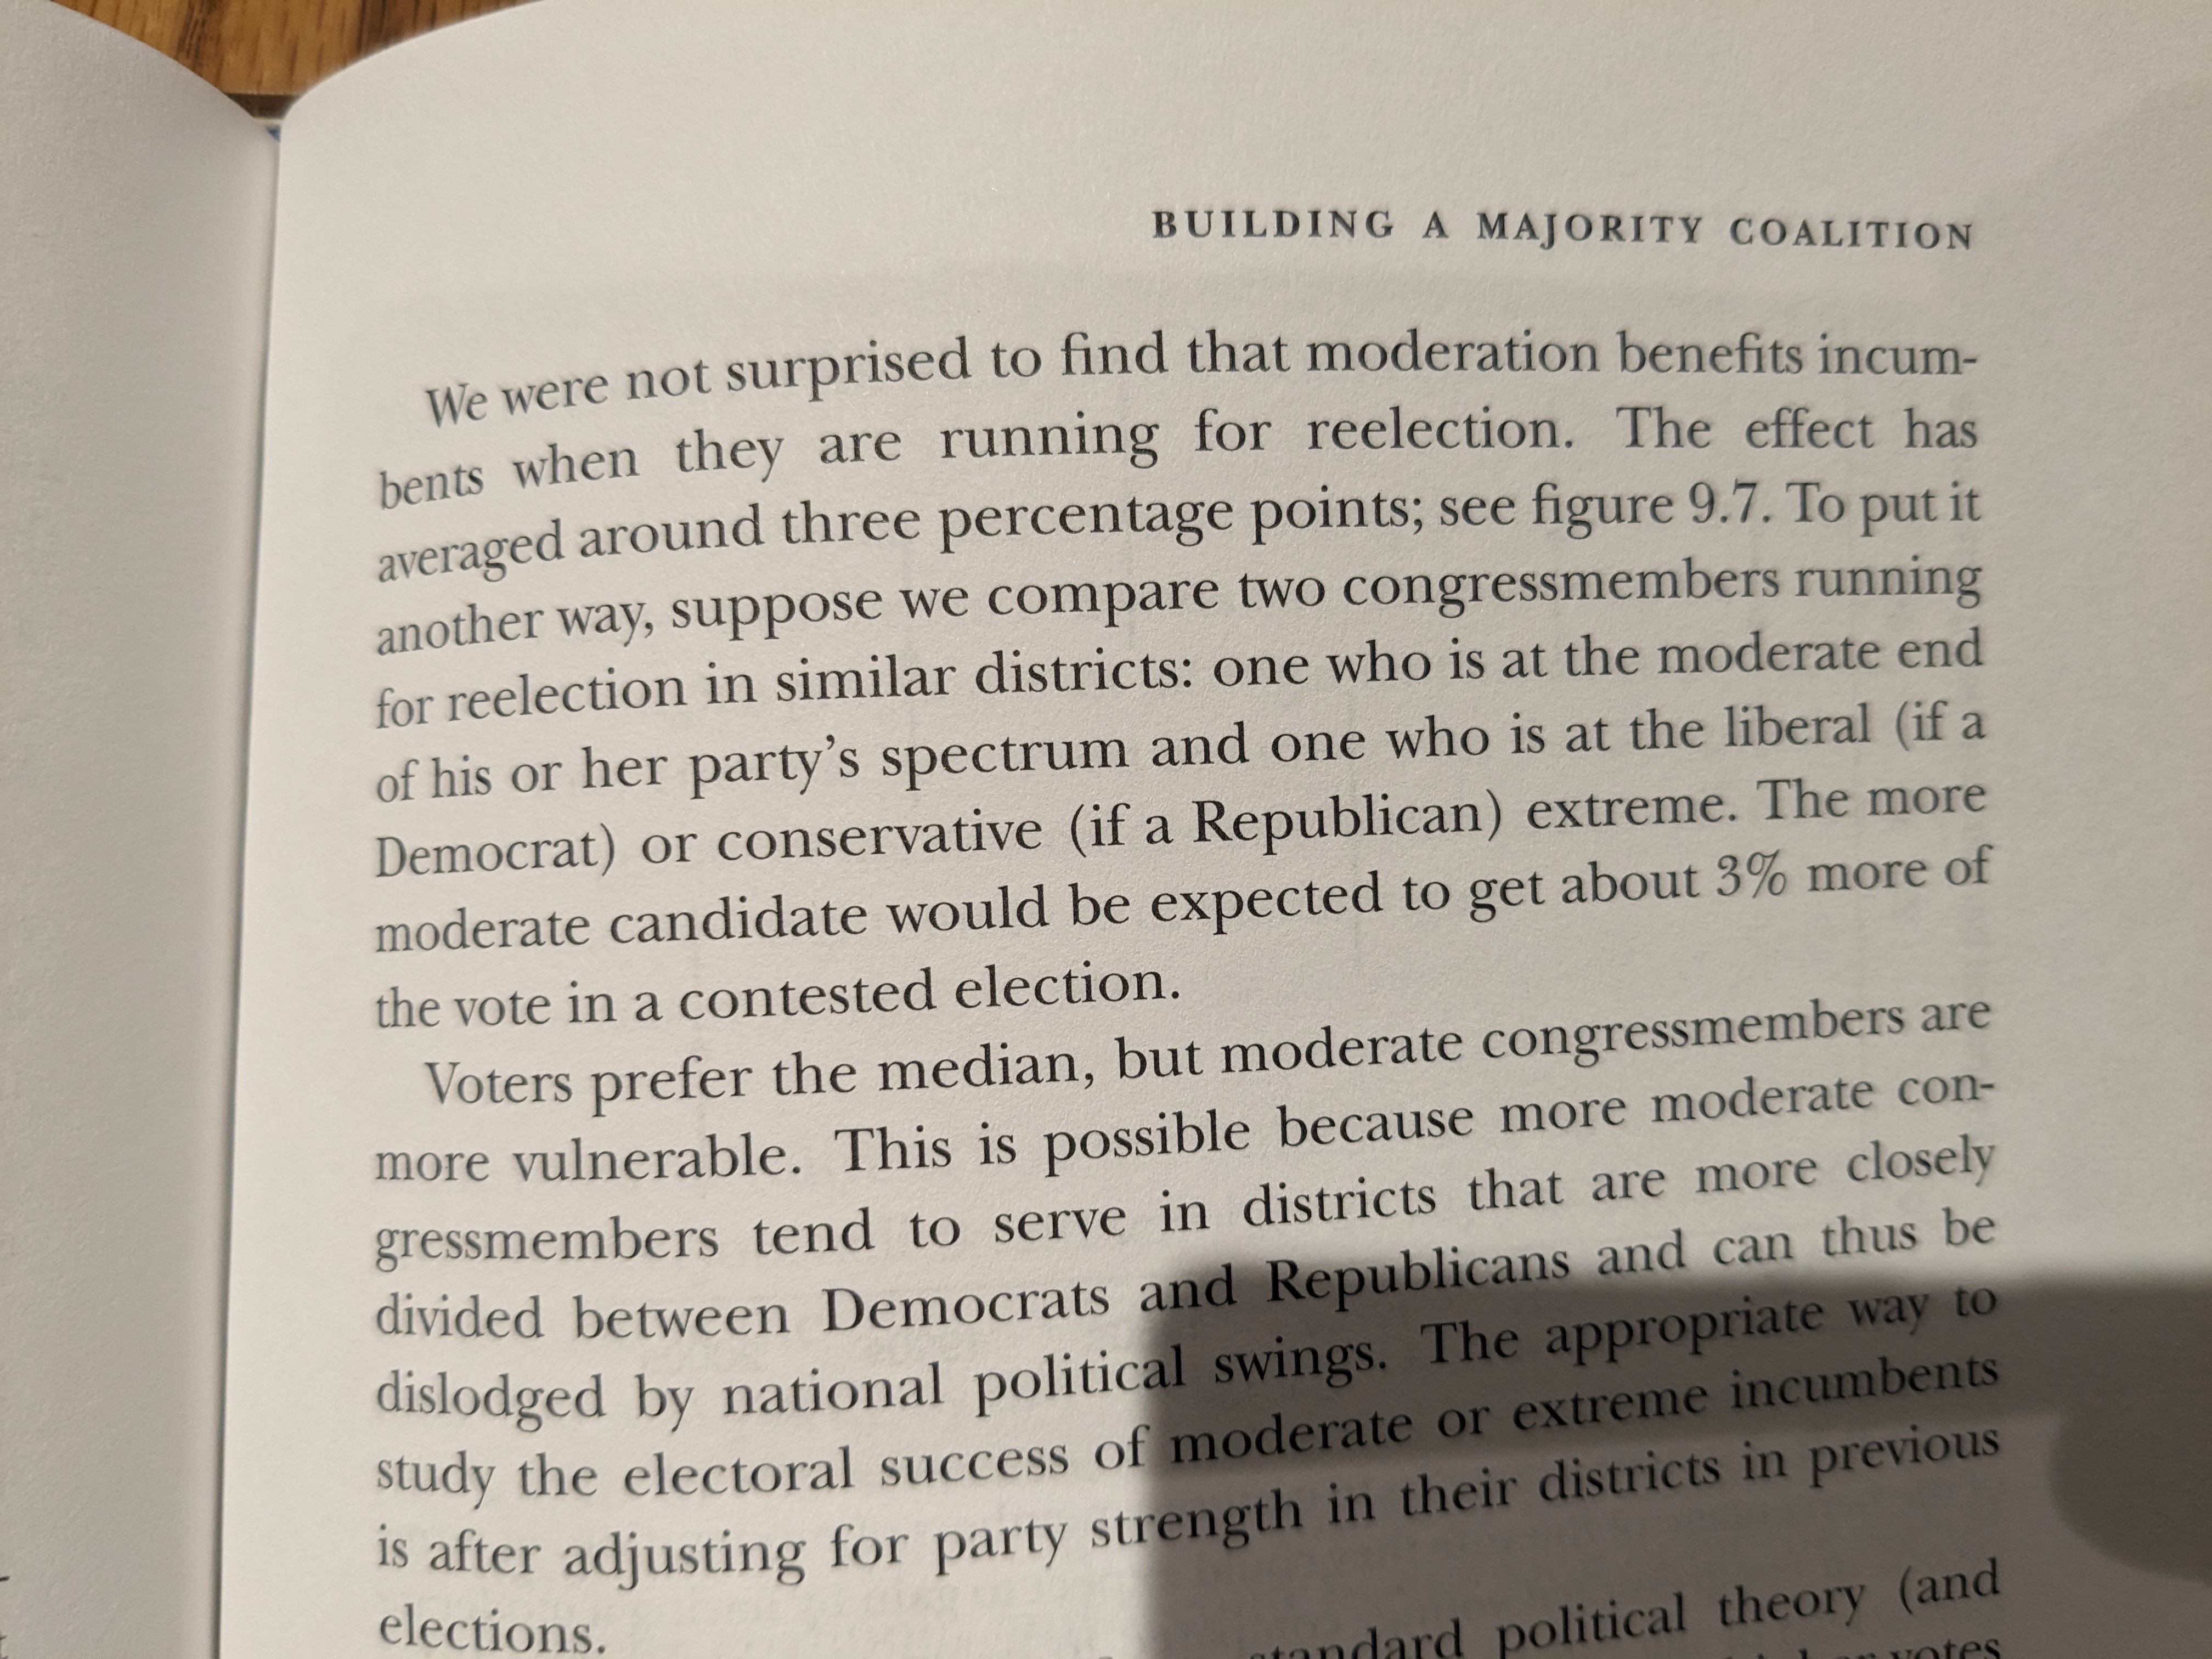 BUILDING A MAJORITY COALITION
We were not surprised to find that moderation benefits incum-
bents when they are running for reelection. The effect has
averaged around three percentage points; see figure 9.7. To put it
another way, suppose we compare two congressmembers running
for reelection in similar districts: one who is at the moderate end
of his or her party's spectrum and one who is at the liberal (if a
Democrat) or conservative (if a Republican) extreme. The more
moderate candidate would be expected to get about 3% more of
the vote in a contested election.
Voters prefer the median, but moderate congressmembers are
more vulnerable. This is possible because more moderate con-
gressmembers tend to serve in districts that are more closely
divided between Democrats and Republicans and can thus be
dislodged by national political swings. The appropriate way to
study the electoral success of moderate or extreme incumbents
is after adjusting for party strength in their districts in previous
elections.
standard political theory (and
votes